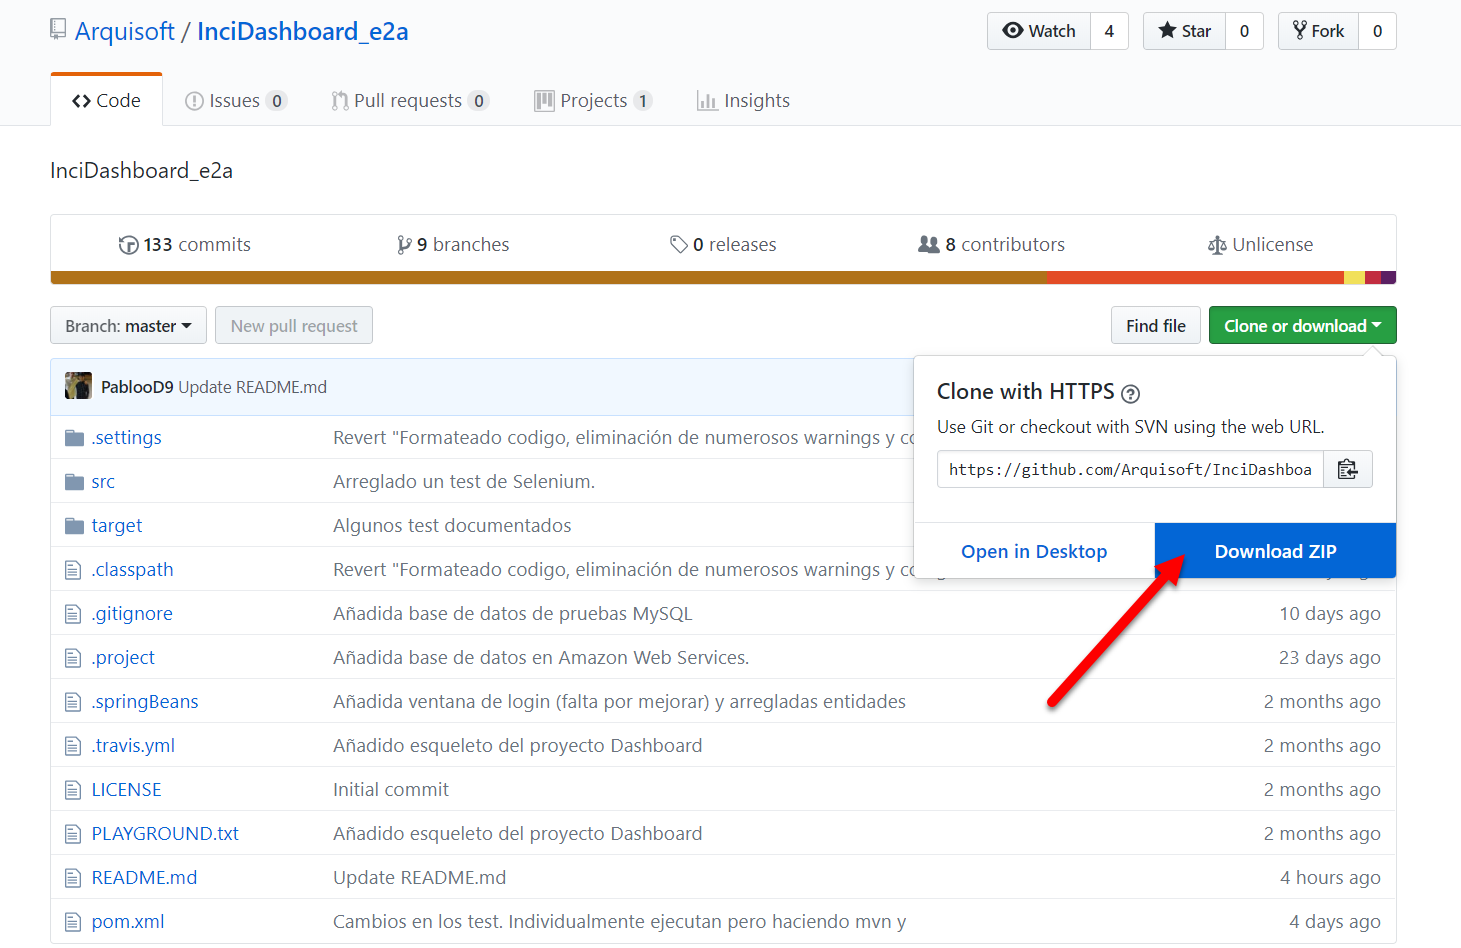 Arquisoft / InciDashboard_e2a
Watch 4 Star 0 Fork 0
Code Issues 0 Pull requests 0 Projects 1 Insights
InciDashboard_e2a
133 commits 9 branches 0 releases 8 contributors Unlicense
Branch: master New pull request Find file Clone or download
PablooD9 Update README.md
Clone with HTTPS
Use Git or checkout with SVN using the web URL.
https://github.com/Arquisoft/InciDashboa
Open in Desktop Download ZIP
.settings Revert "Formateado codigo, eliminación de numerosos warnings y co
src Arreglado un test de Selenium.
target Algunos test documentados
.classpath Revert "Formateado codigo, eliminación de numerosos warnings y co
.gitignore Añadida base de datos de pruebas MySQL 10 days ago
.project Añadida base de datos en Amazon Web Services. 23 days ago
.springBeans Añadida ventana de login (falta por mejorar) y arregladas entidades 2 months ago
.travis.yml Añadido esqueleto del proyecto Dashboard 2 months ago
LICENSE Initial commit 2 months ago
PLAYGROUND.txt Añadido esqueleto del proyecto Dashboard 2 months ago
README.md Update README.md 4 hours ago
pom.xml Cambios en los test. Individualmente ejecutan pero haciendo mvn y 4 days ago